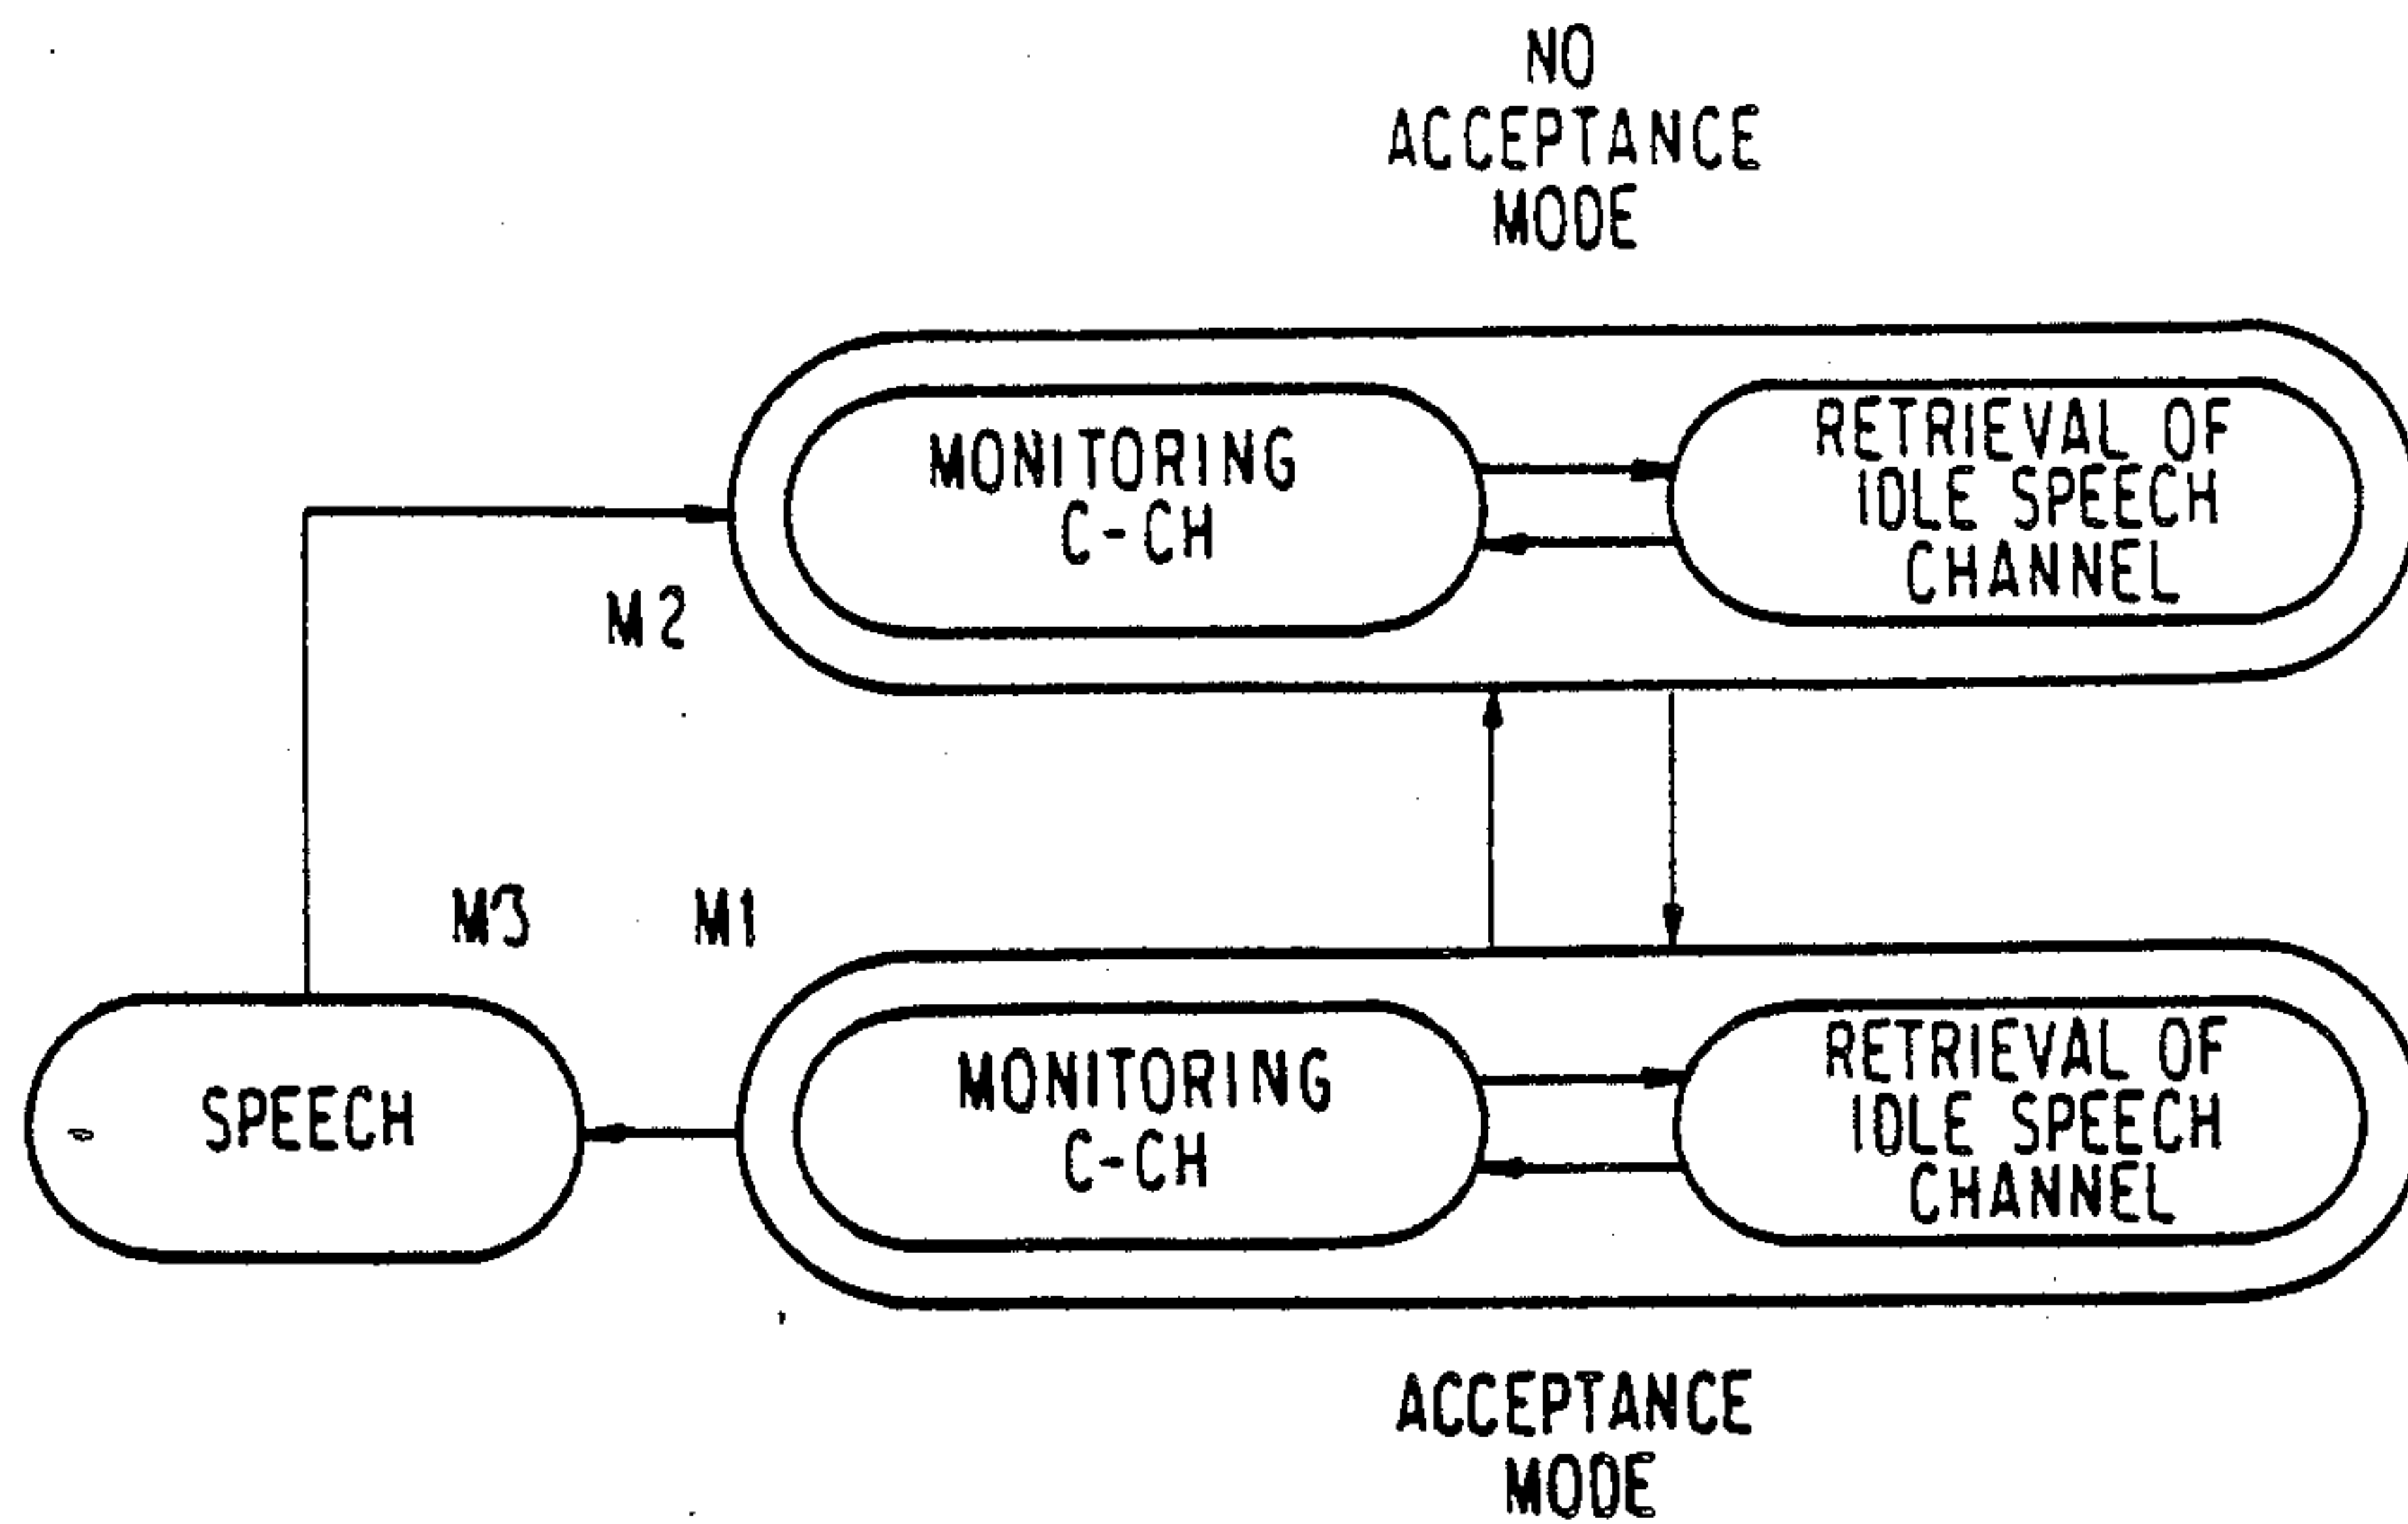 NO
ACCEPTANCE
MODE
MONITORING
C-CH
RETRIEVAL OF
IDLE SPEECH
CHANNEL
M2
M3
M1
SPEECH
MONITORING
C-CH
RETRIEVAL OF
IDLE SPEECH
CHANNEL
ACCEPTANCE
MODE